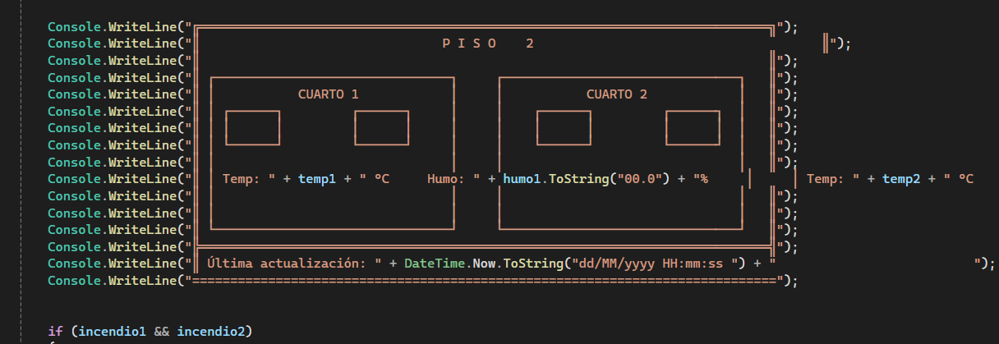 Console.WriteLine("╔═══════════════════════════════════════════════════════════════════════════╗");
Console.WriteLine("║                                P I S O    2                                      ║");
Console.WriteLine("║                                                                           ║");
Console.WriteLine("║ ┌───────────────────────────────┐     ┌───────────────────────────────┐   ║");
Console.WriteLine("║ │           CUARTO 1            │     │           CUARTO 2            │   ║");
Console.WriteLine("║ │ ┌──────┐         ┌──────┐     │     │    ┌──────┐         ┌──────┐  │   ║");
Console.WriteLine("║ │ │      │         │      │     │     │    │      │         │      │  │   ║");
Console.WriteLine("║ │ └──────┘         └──────┘     │     │    └──────┘         └──────┘  │   ║");
Console.WriteLine("║ │                               │     │                               │   ║");
Console.WriteLine("║ │ Temp: " + temp1 + " °C     Humo: " + humo1.ToString("00.0") + "%     │     │ Temp: " + temp2 + " °C
Console.WriteLine("║ │                               │     │                               │   ║");
Console.WriteLine("║ │                               │     │                               │   ║");
Console.WriteLine("║ └───────────────────────────────┘     └───────────────────────────────┘   ║");
Console.WriteLine("╠═══════════════════════════════════════════════════════════════════════════╣");
Console.WriteLine("║ Última actualización: " + DateTime.Now.ToString("dd/MM/yyyy HH:mm:ss ") + "                          ");
Console.WriteLine("=============================================================================");
if (incendio1 && incendio2)